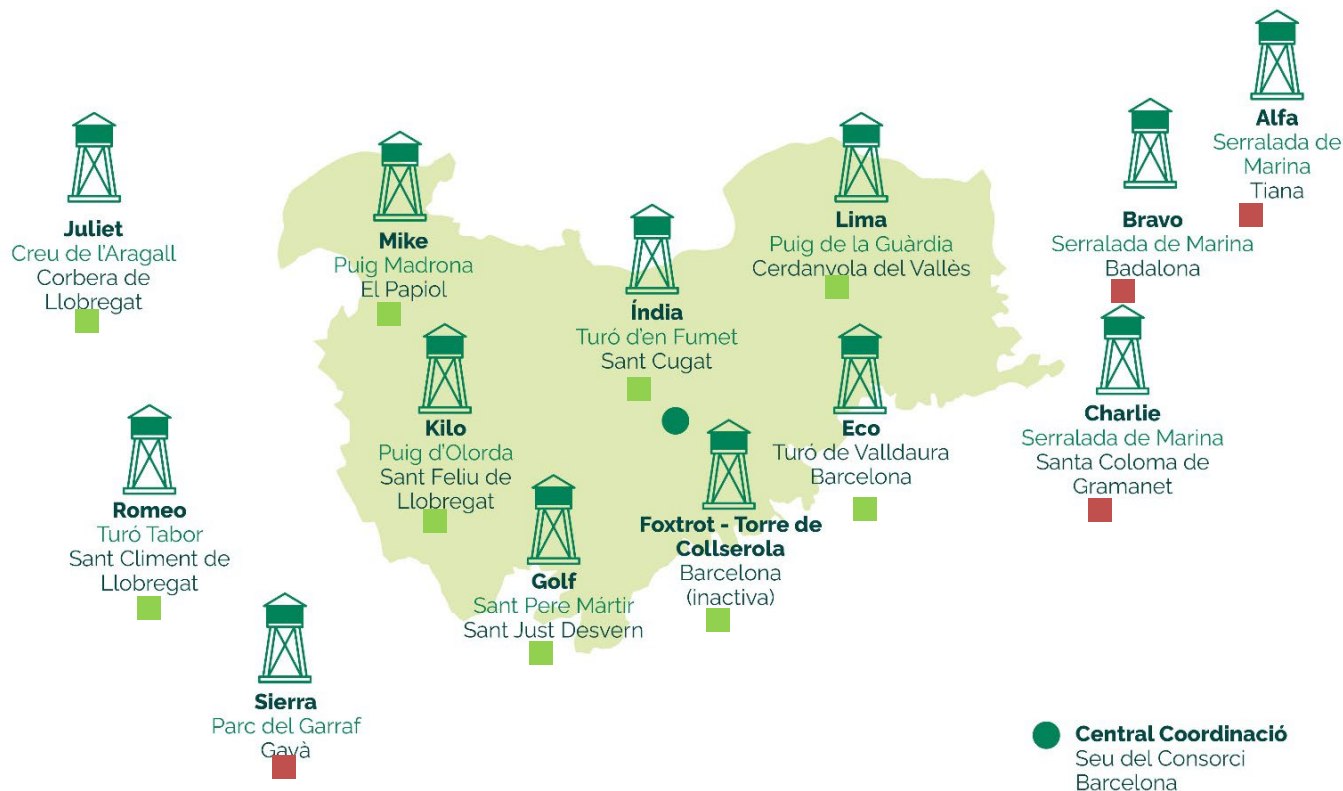 Alfa
Serralada de
Marina
Tiana
Juliet
Creu de l'Aragall
Corbera de
Llobregat
Mike
Puig Madrona
El Papiol
Lima
Puig de la Guàrdia
Cerdanyola del Vallès
Bravo
Serralada de Marina
Badalona
Índia
Turó d'en Fumet
Sant Cugat
Kilo
Puig d'Olorda
Sant Feliu de
Llobregat
Eco
Turó de Valldaura
Barcelona
Charlie
Serralada de Marina
Santa Coloma de
Gramanet
Romeo
Turó Tabor
Sant Climent de
Llobregat
Golf
Sant Pere Mártir
Sant Just Desvern
Foxtrot - Torre de
Collserola
Barcelona
(inactiva)
Sierra
Parc del Garraf
Gavà
Central Coordinació
Seu del Consorci
Barcelona